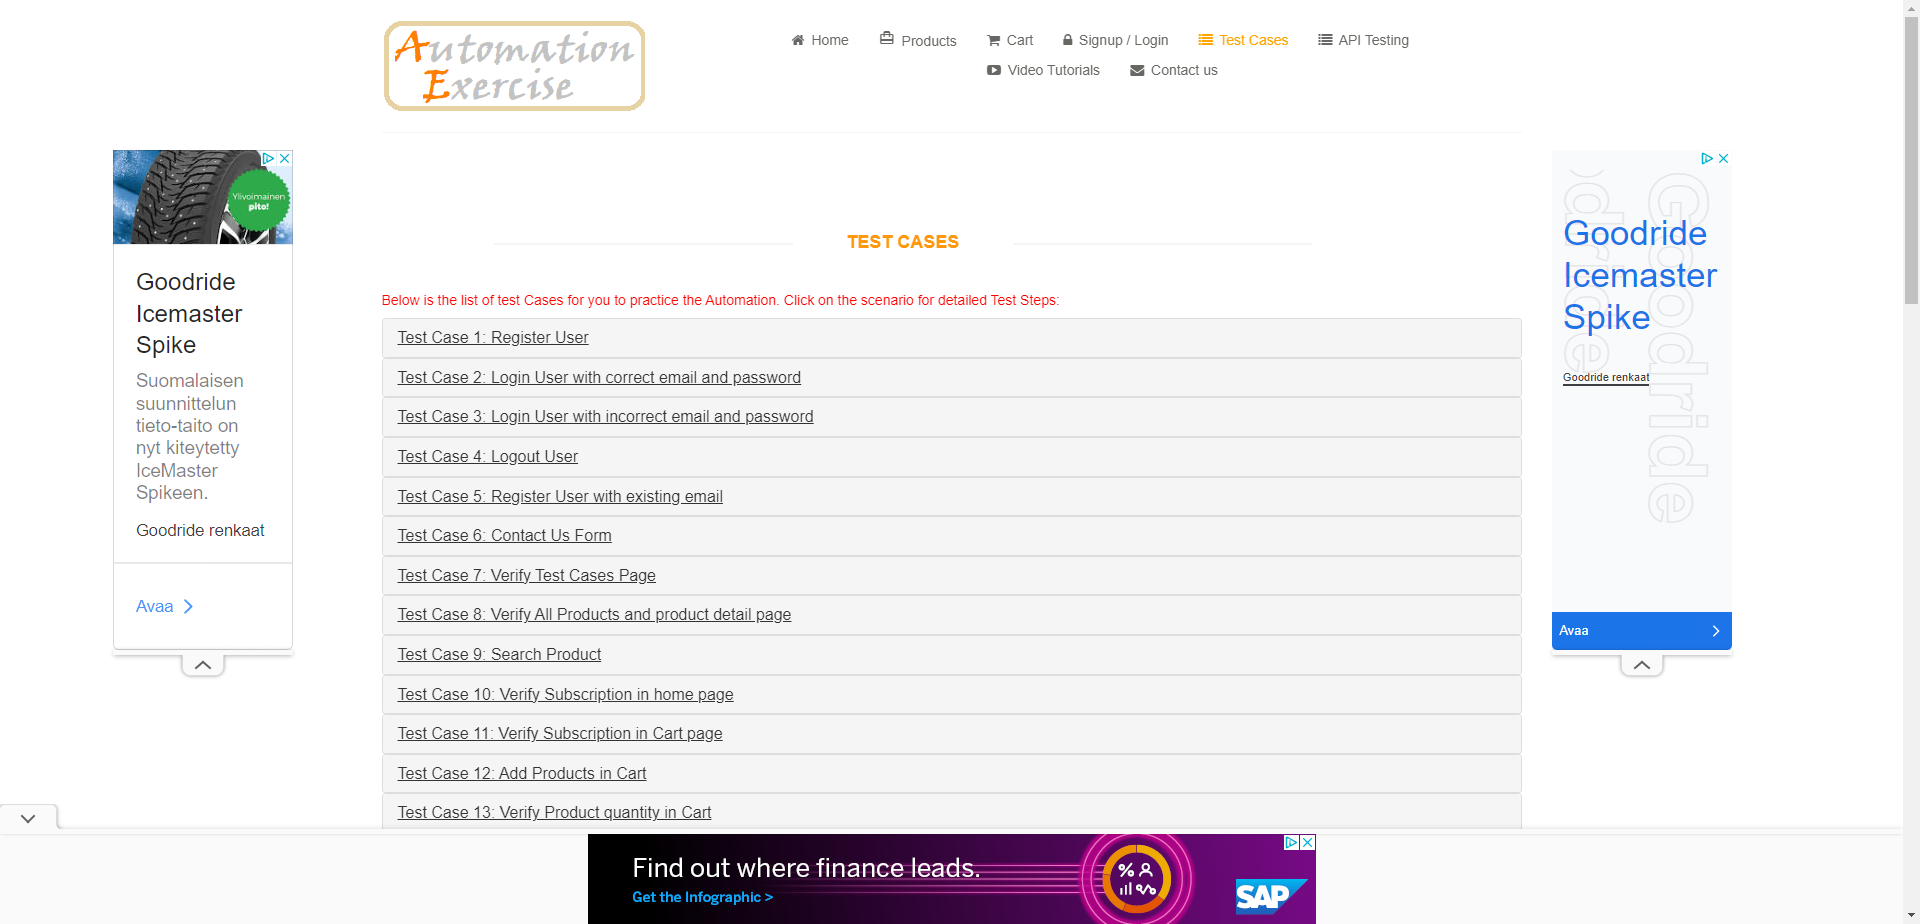 Automation
Exercise
Home
Products
Cart
Signup / Login
Test Cases
API Testing
Video Tutorials
Contact us
Ylivoimainen
pito!
Goodride
Icemaster
Spike
Suomalaisen
suunnittelun
tieto-taito on
nyt kiteytetty
IceMaster
Spikeen.
Goodride renkaat
Avaa
TEST CASES
Below is the list of test Cases for you to practice the Automation. Click on the scenario for detailed Test Steps:
Test Case 1: Register User
Test Case 2: Login User with correct email and password
Test Case 3: Login User with incorrect email and password
Test Case 4: Logout User
Test Case 5: Register User with existing email
Test Case 6: Contact Us Form
Test Case 7: Verify Test Cases Page
Test Case 8: Verify All Products and product detail page
Test Case 9: Search Product
Test Case 10: Verify Subscription in home page
Test Case 11: Verify Subscription in Cart page
Test Case 12: Add Products in Cart
Test Case 13: Verify Product quantity in Cart
Goodride
Goodride
Icemaster
Spike
Goodride renkaat
Avaa
Find out where finance leads.
Get the Infographic >
SAP